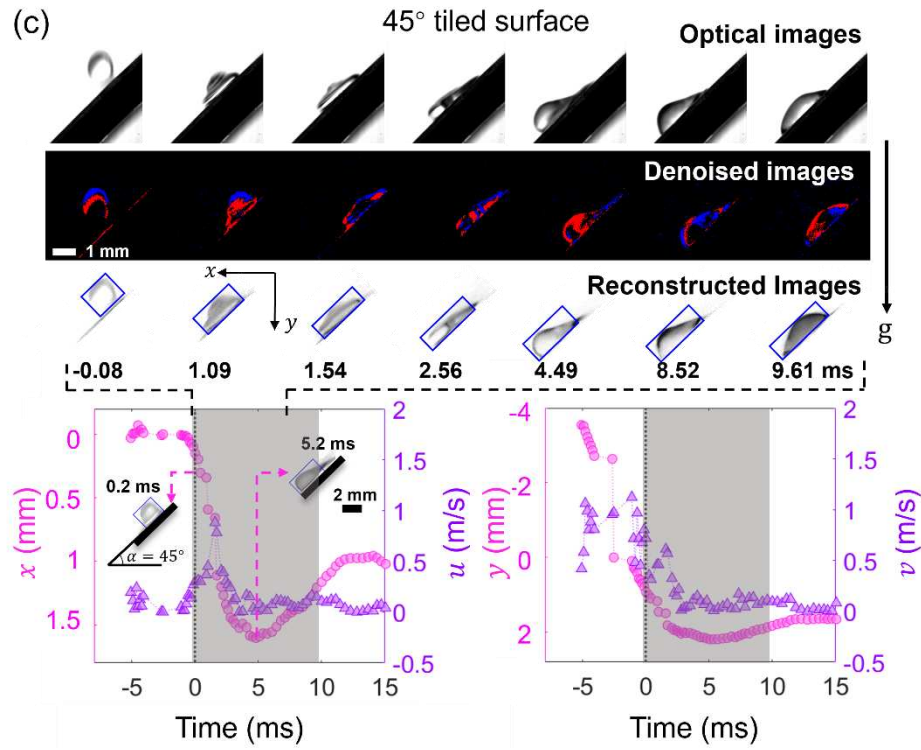 (c)
45° tiled surface
Optical images
Denoised images
1 mm
x
y
Reconstructed Images
g
-0.08 1.09 1.54 2.56 4.49 8.52 9.61 ms
0
0.5
1
1.5
x (mm)
0.2 ms
α = 45°
5.2 ms
2 mm
2
1.5
1
0.5
0
-0.5
u (m/s)
-5 0 5 10 15
Time (ms)
-4
-2
0
2
y (mm)
2
1.5
1
0.5
0
-0.5
v (m/s)
-5 0 5 10 15
Time (ms)